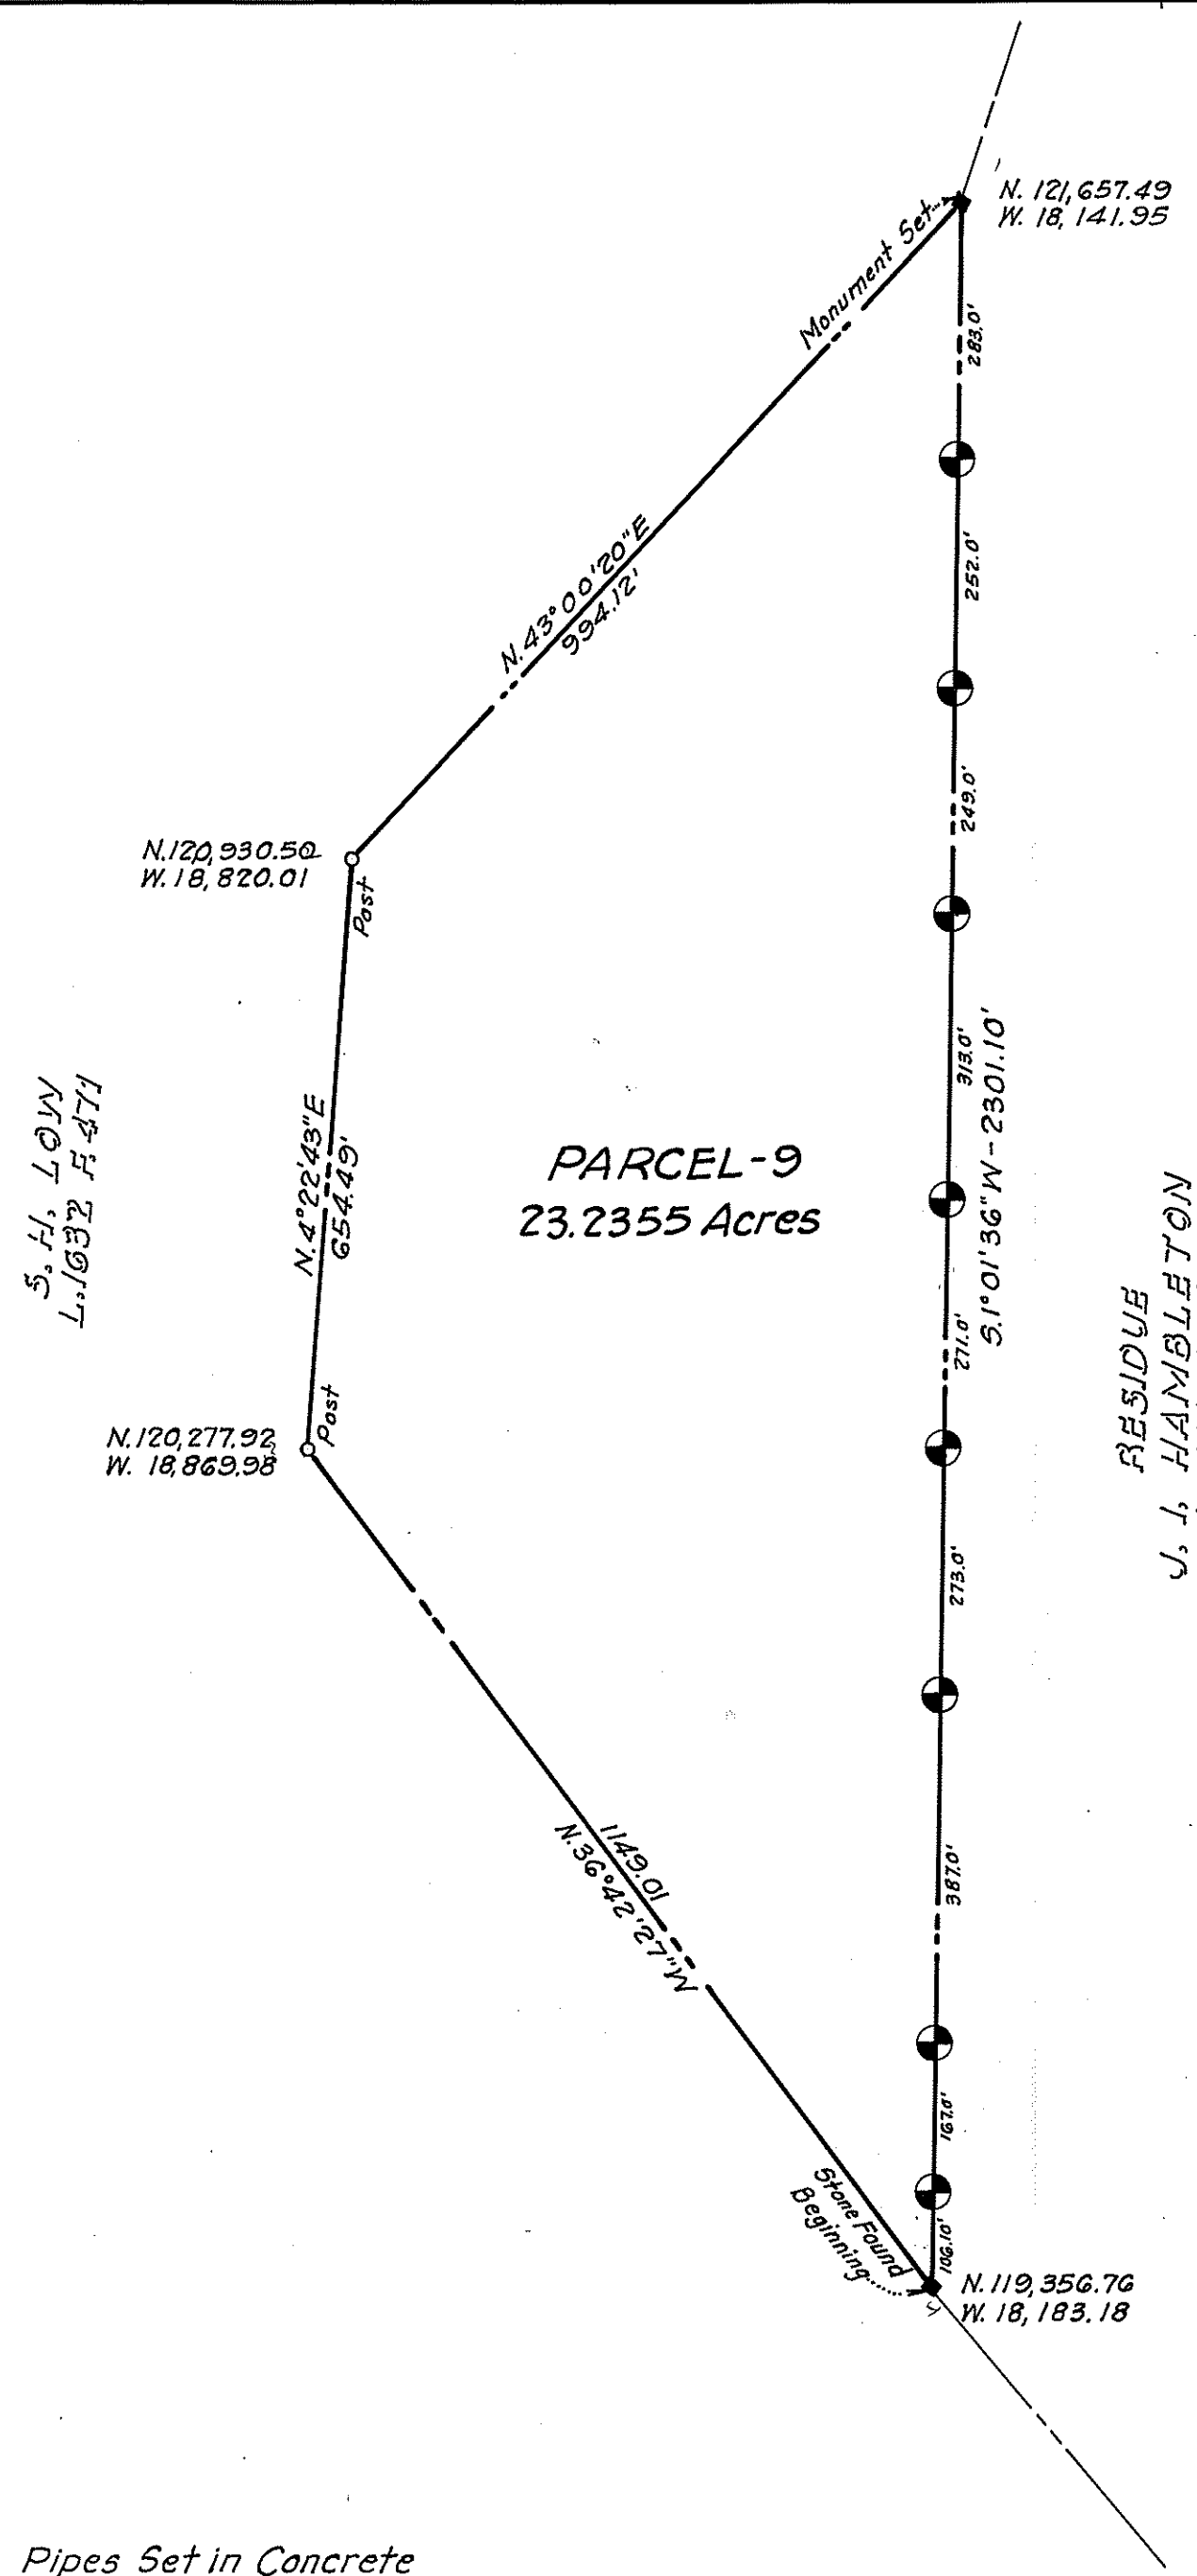 N. 121,657.49
W. 18,141.95
Monument Set
283.0'
252.0'
N.43°00'20"E
994.12'
249.0'
N.120,930.50
W.18,820.01
Post
313.0'
S.1°01'36"W-2301.10'
S. H. LOW
L.1632 F.471
N.4°22'43"E
654.49'
PARCEL-9
23.2355 Acres
RESIDUE
J. I. HAMBLETON
271.0'
Post
N.120,277.92
W. 18,869.98
273.0'
1149.01
N.36°42'27"W
387.0'
167.0'
Stone Found
Beginning
106.10'
N.119,356.76
W. 18,183.18
Pipes Set in Concrete